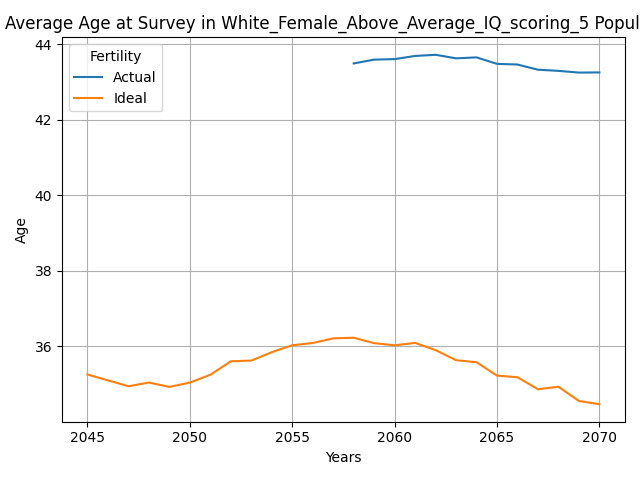 Average Age at Survey in White_Female_Above_Average_IQ_scoring_5 Popul
44
42
40
38
36
Age
Fertility
Actual
Ideal
2045 2050 2055 2060 2065 2070
Years